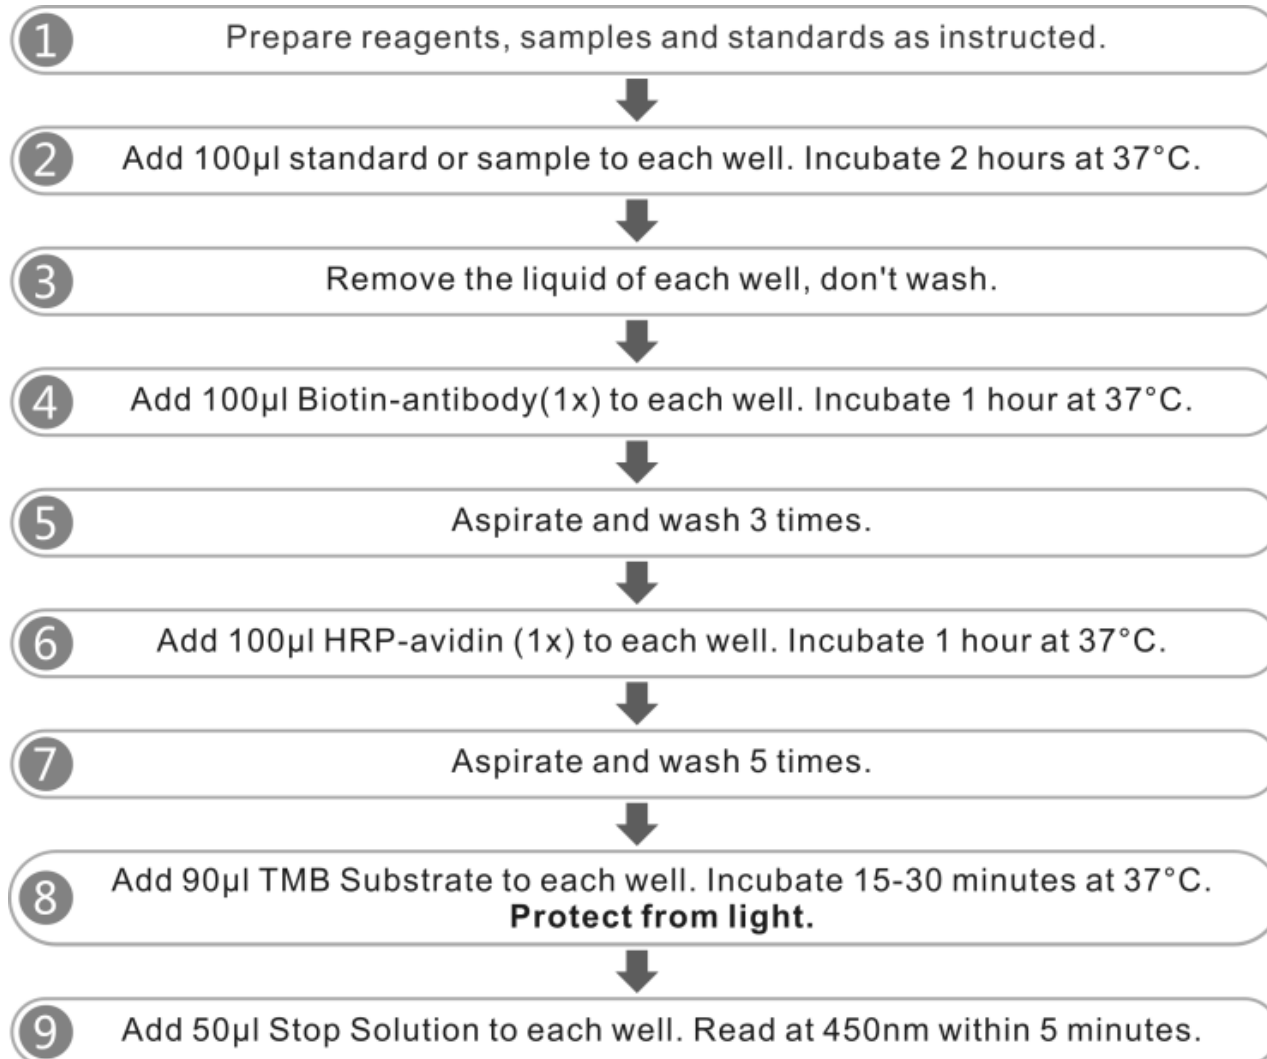 1 Prepare reagents, samples and standards as instructed.
2 Add 100µl standard or sample to each well. Incubate 2 hours at 37°C.
3 Remove the liquid of each well, don't wash.
4 Add 100µl Biotin-antibody(1x) to each well. Incubate 1 hour at 37°C.
5 Aspirate and wash 3 times.
6 Add 100µl HRP-avidin (1x) to each well. Incubate 1 hour at 37°C.
7 Aspirate and wash 5 times.
8 Add 90µl TMB Substrate to each well. Incubate 15-30 minutes at 37°C.
Protect from light.
9 Add 50µl Stop Solution to each well. Read at 450nm within 5 minutes.